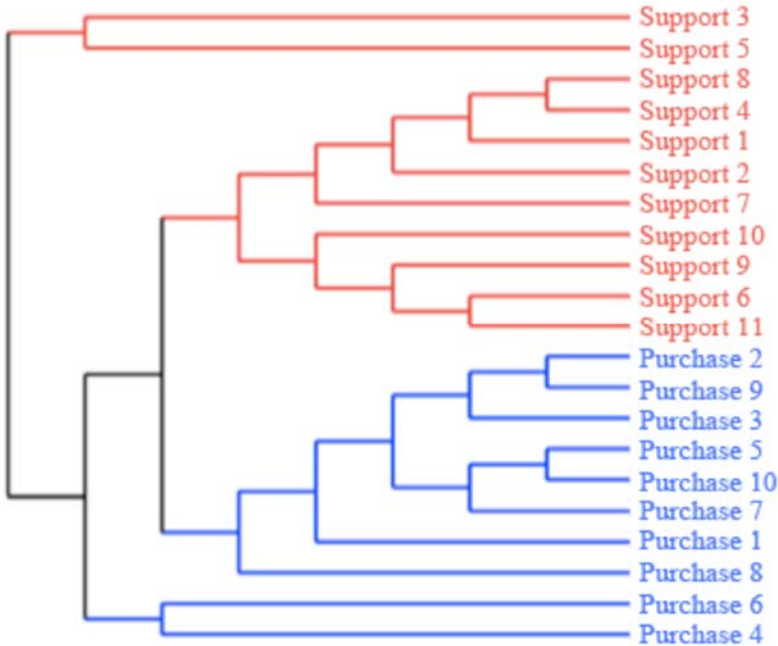 Support 3
Support 5
Support 8
Support 4
Support 1
Support 2
Support 7
Support 10
Support 9
Support 6
Support 11
Purchase 2
Purchase 9
Purchase 3
Purchase 5
Purchase 10
Purchase 7
Purchase 1
Purchase 8
Purchase 6
Purchase 4